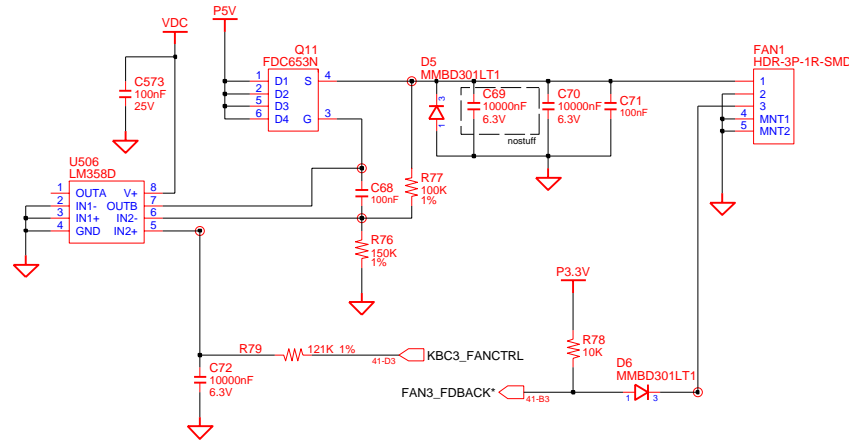 VDC
P5V
C573
100nF
25V
Q11
FDC653N
1 D1 S 4
2 D2
5 D3
6 D4 G 3
D5
MMBD301LT1
3
1
C69
10000nF
6.3V
nostuff
C70
10000nF
6.3V
C71
100nF
FAN1
HDR-3P-1R-SMD
1
2
3
4 MNT1
5 MNT2
U506
LM358D
1 OUTA V+ 8
2 IN1- OUTB 7
3 IN1+ IN2- 6
4 GND IN2+ 5
C68
100nF
R77
100K
1%
R76
150K
1%
P3.3V
R79 121K 1% 41-D3 KBC3_FANCTRL
C72
10000nF
6.3V
R78
10K
D6
MMBD301LT1
FAN3_FDBACK* 41-B3 1 3